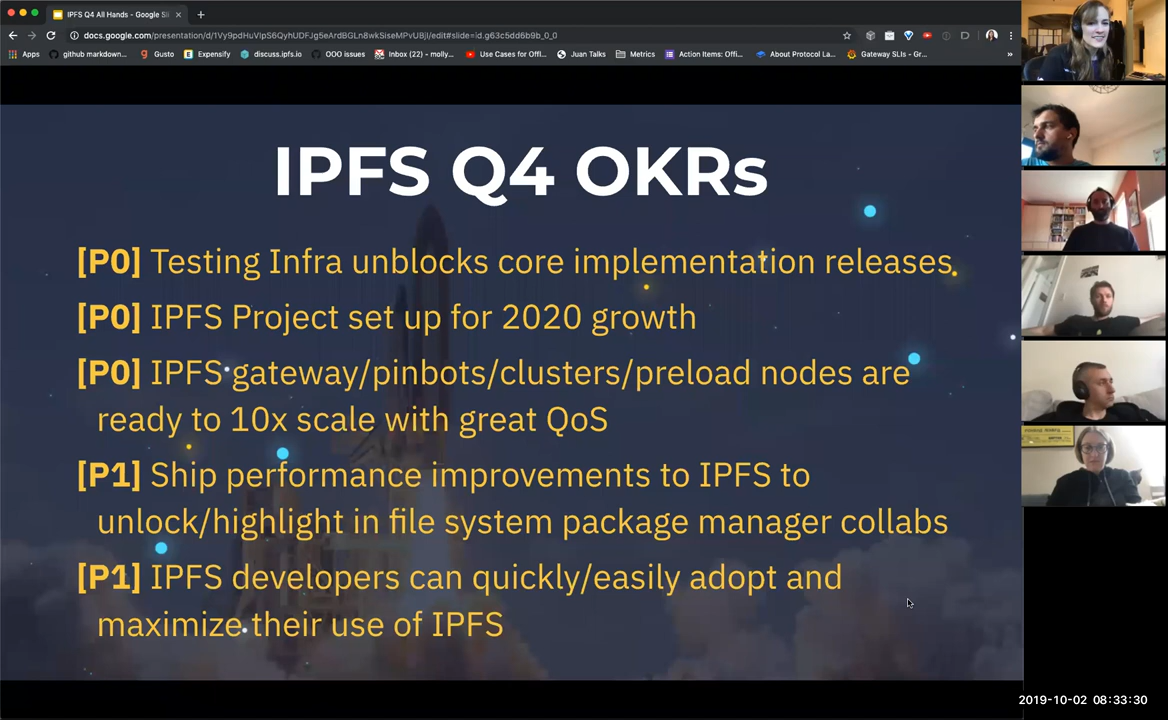 IPFS Q4 All Hands - Google Sli
docs.google.com/presentation/d/1Vy9pdHuVlpS6QyhUDFJg5eArdBGLn8wkSiseMPvUBjI/edit#slide=id.g63c5dd6b9b_0_0
Apps github markdown... Gusto Expensify discuss.ipfs.io OOO issues Inbox (22) - molly... Use Cases for Offl... Juan Talks Metrics Action Items: Offi... About Protocol La... Gateway SLIs - Gr... »
IPFS Q4 OKRs
[P0] Testing Infra unblocks core implementation releases
[P0] IPFS Project set up for 2020 growth
[P0] IPFS gateway/pinbots/clusters/preload nodes are
ready to 10x scale with great QoS
[P1] Ship performance improvements to IPFS to
unlock/highlight in file system package manager collabs
[P1] IPFS developers can quickly/easily adopt and
maximize their use of IPFS
2019-10-02 08:33:30